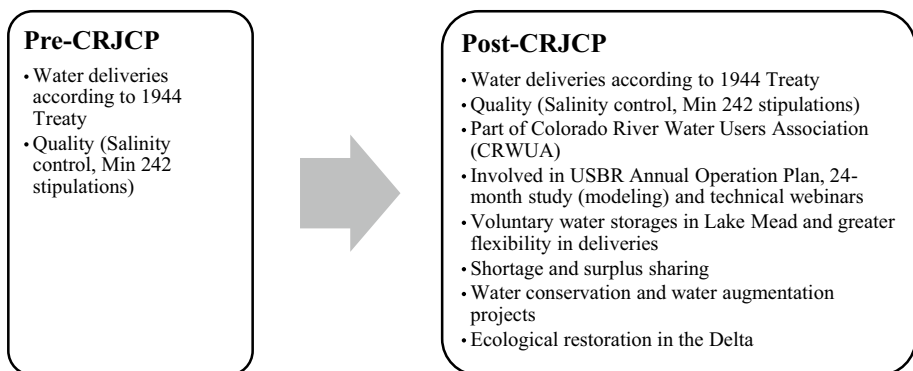 Pre-CRJCP
• Water deliveries
according to 1944
Treaty
• Quality (Salinity
control, Min 242
stipulations)
Post-CRJCP
• Water deliveries according to 1944 Treaty
• Quality (Salinity control, Min 242 stipulations)
• Part of Colorado River Water Users Association
(CRWUA)
• Involved in USBR Annual Operation Plan, 24-
month study (modeling) and technical webinars
• Voluntary water storages in Lake Mead and greater
flexibility in deliveries
• Shortage and surplus sharing
• Water conservation and water augmentation
projects
• Ecological restoration in the Delta